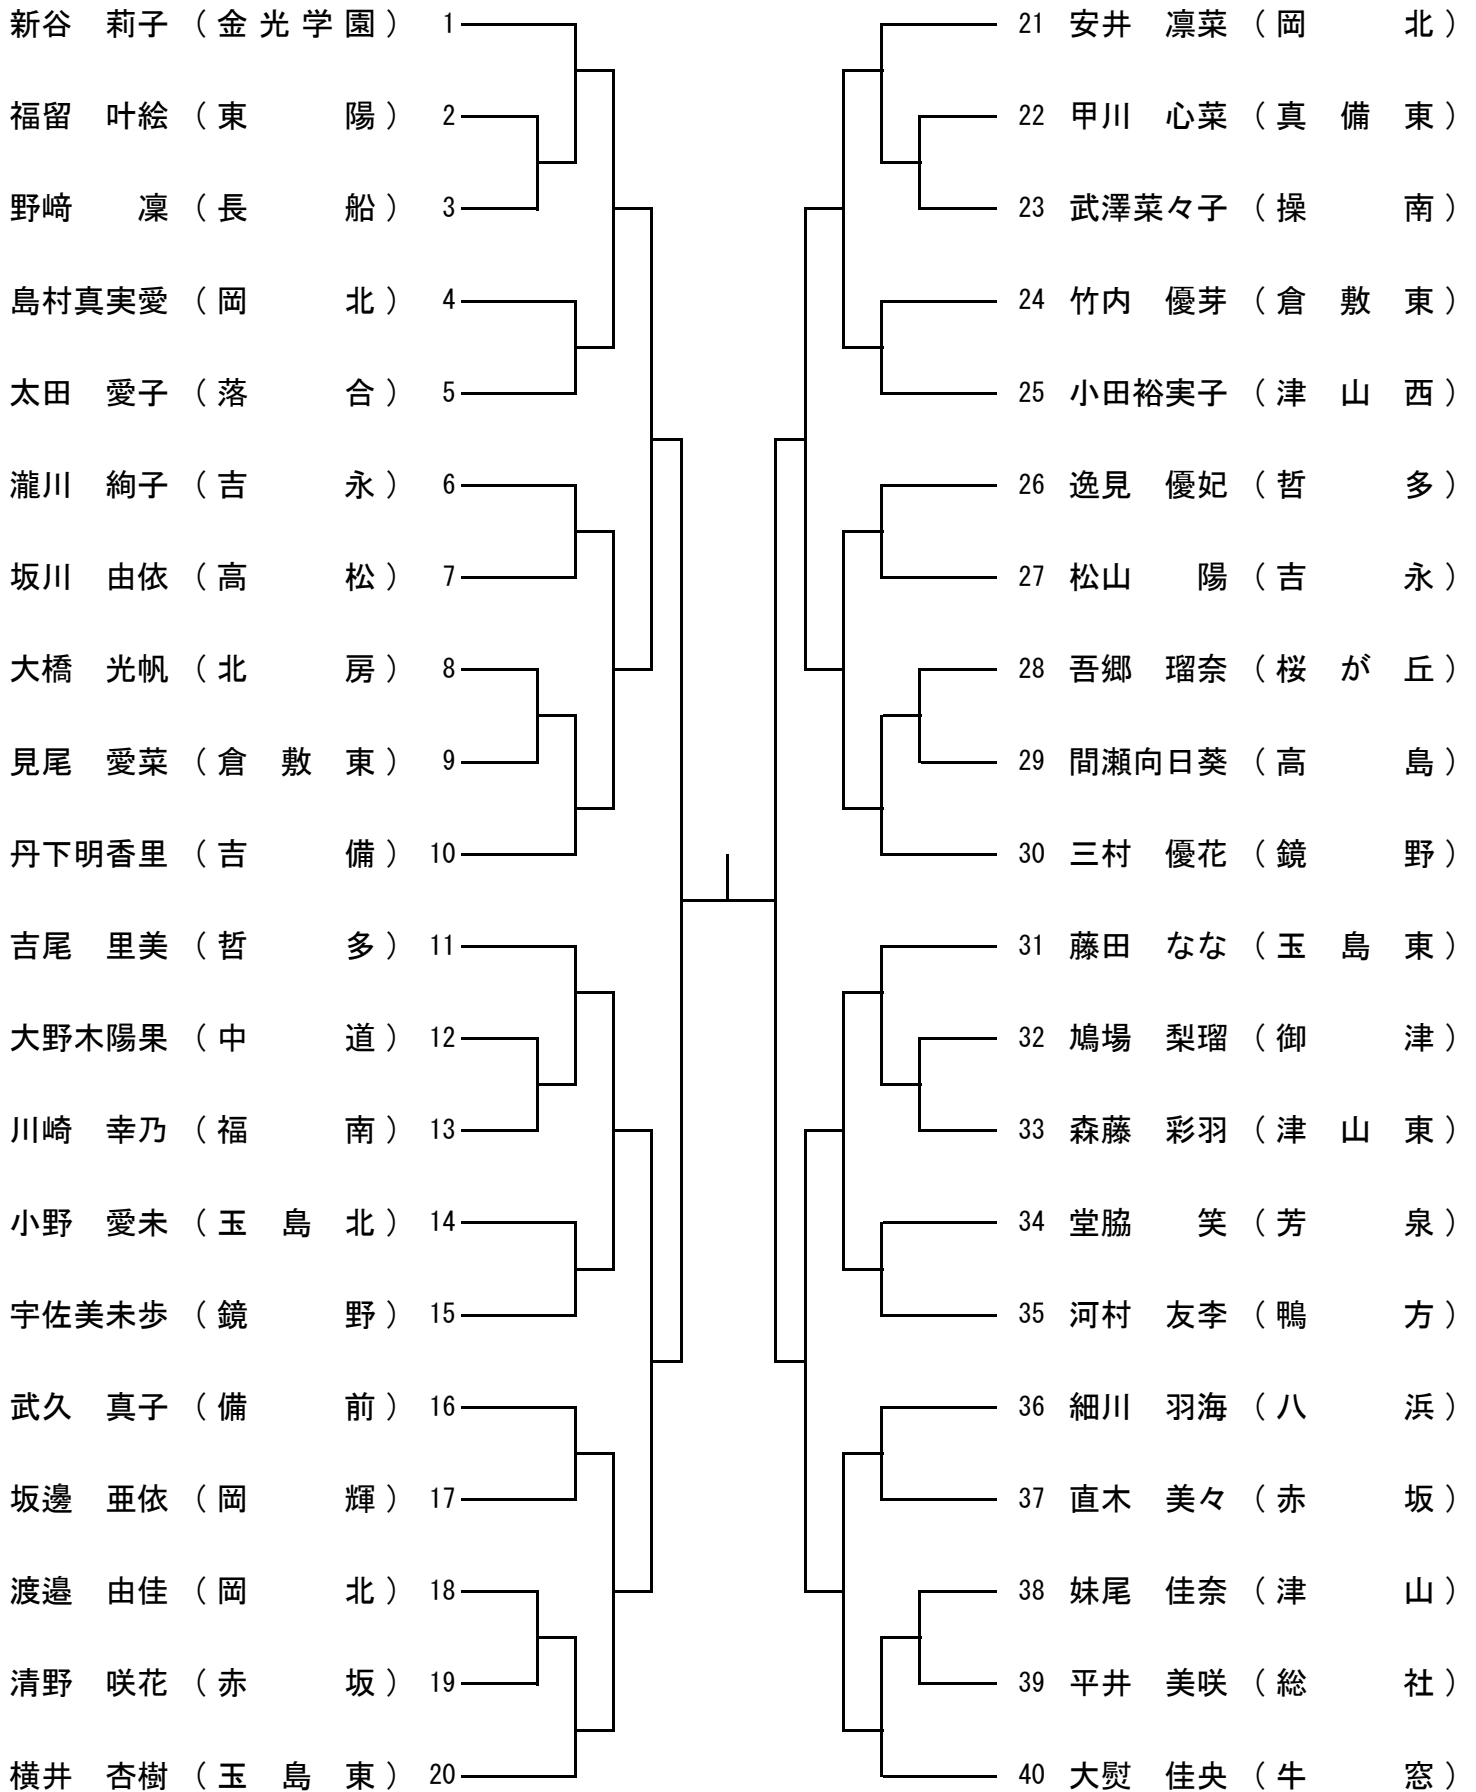 新谷　莉子（金光学園）1
福留　叶絵（東　陽）2
野﨑　凜（長　船）3
島村真実愛（岡　北）4
太田　愛子（落　合）5
瀧川　絢子（吉　永）6
坂川　由依（高　松）7
大橋　光帆（北　房）8
見尾　愛菜（倉敷東）9
丹下明香里（吉　備）10
吉尾　里美（哲　多）11
大野木陽果（中　道）12
川崎　幸乃（福　南）13
小野　愛未（玉島北）14
宇佐美未歩（鏡　野）15
武久　真子（備　前）16
坂邊　亜依（岡　輝）17
渡邉　由佳（岡　北）18
清野　咲花（赤　坂）19
横井　杏樹（玉島東）20
21 安井　凛菜（岡　北）
22 甲川　心菜（真備東）
23 武澤菜々子（操　南）
24 竹内　優芽（倉敷東）
25 小田裕実子（津山西）
26 逸見　優妃（哲　多）
27 松山　陽（吉　永）
28 吾郷　瑠奈（桜が丘）
29 間瀬向日葵（高　島）
30 三村　優花（鏡　野）
31 藤田　なな（玉島東）
32 鳩場　梨瑠（御　津）
33 森藤　彩羽（津山東）
34 堂脇　笑（芳　泉）
35 河村　友李（鴨　方）
36 細川　羽海（八　浜）
37 直木　美々（赤　坂）
38 妹尾　佳奈（津　山）
39 平井　美咲（総　社）
40 大熨　佳央（牛　窓）